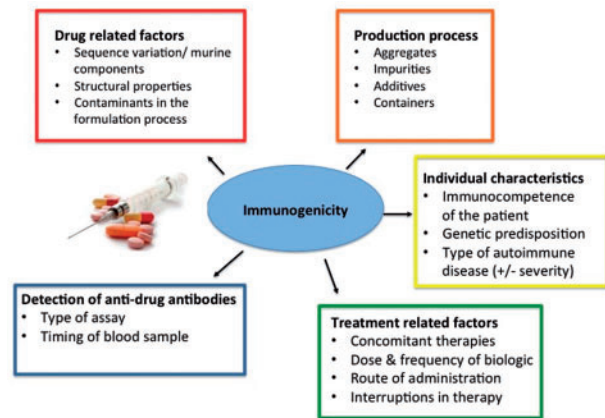 Drug related factors
• Sequence variation/ murine
components
• Structural properties
• Contaminants in the
formulation process
Production process
• Aggregates
• Impurities
• Additives
• Containers
Immunogenicity
Individual characteristics
• Immunocompetence
of the patient
• Genetic predisposition
• Type of autoimmune
disease (+/- severity)
Detection of anti-drug antibodies
• Type of assay
• Timing of blood sample
Treatment related factors
• Concomitant therapies
• Dose & frequency of biologic
• Route of administration
• Interruptions in therapy